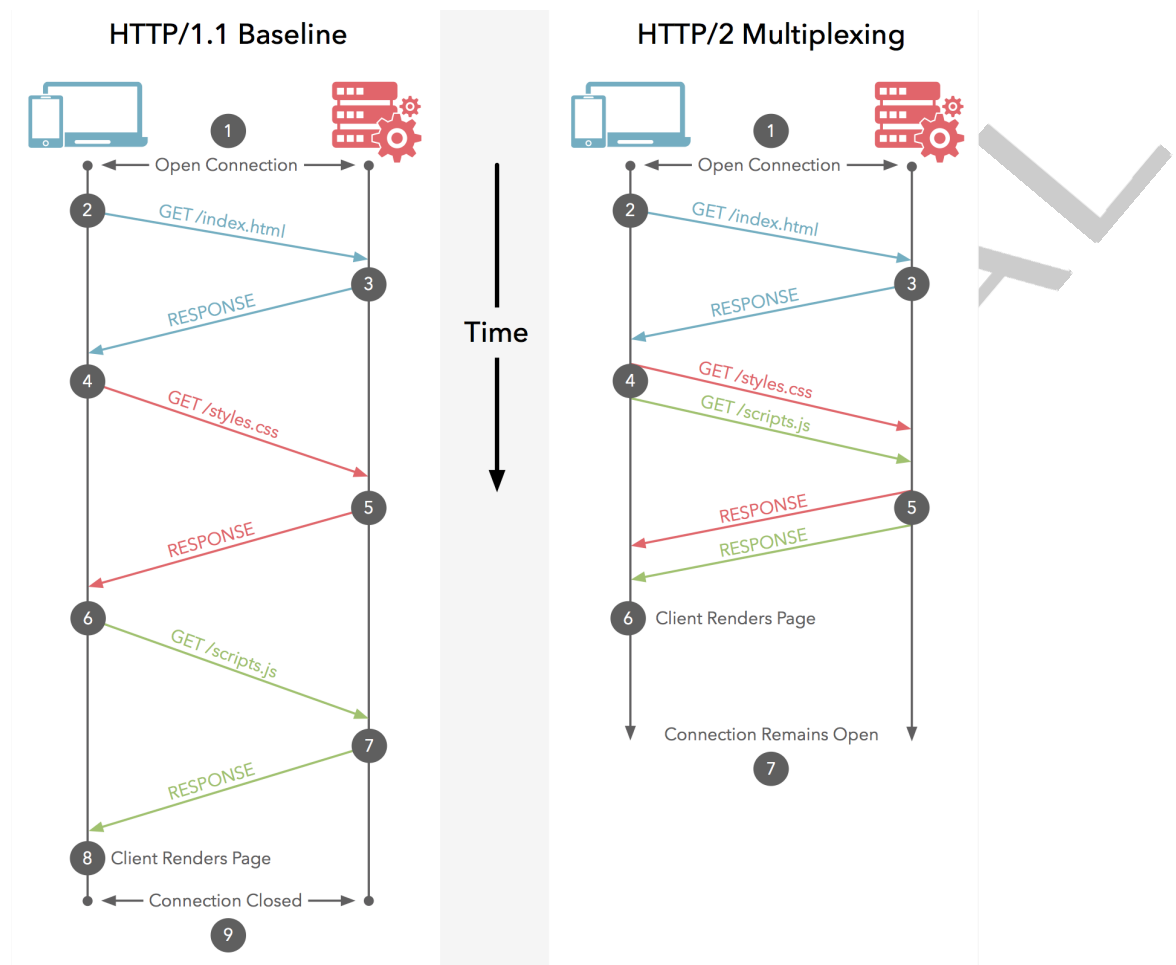 HTTP/1.1 Baseline
1
Open Connection
2
GET /index.html
3
RESPONSE
4
GET /styles.css
5
RESPONSE
6
GET /scripts.js
7
RESPONSE
8
Client Renders Page
Connection Closed
9
Time
HTTP/2 Multiplexing
1
Open Connection
2
GET /index.html
3
RESPONSE
4
GET /styles.css
GET /scripts.js
5
RESPONSE
RESPONSE
6
Client Renders Page
Connection Remains Open
7